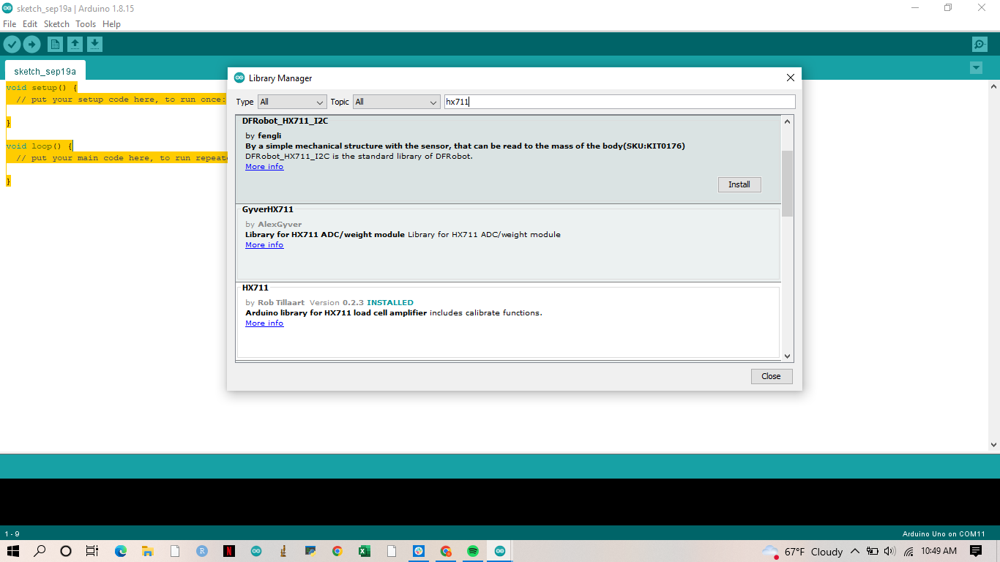 sketch_sep19a | Arduino 1.8.15
File Edit Sketch Tools Help
sketch_sep19a
void setup() {
// put your setup code here, to run once:
}
void loop() {
// put your main code here, to run
}
Library Manager
Type All Topic All hx711
DFRobot_HX711_I2C
by fengli
By a simple mechanical structure with the sensor, that can be read to the mass of the body(SKU:KIT0176)
DFRobot_HX711_I2C is the standard library of DFRobot.
More info
Install
GyverHX711
by AlexGyver
Library for HX711 ADC/weight module Library for HX711 ADC/weight module
More info
HX711
by Rob Tillaart Version 0.2.3 INSTALLED
Arduino library for HX711 load cell amplifier includes calibrate functions.
More info
Close
1 - 9
Arduino Uno on COM11
R
N
67°F Cloudy
10:49 AM